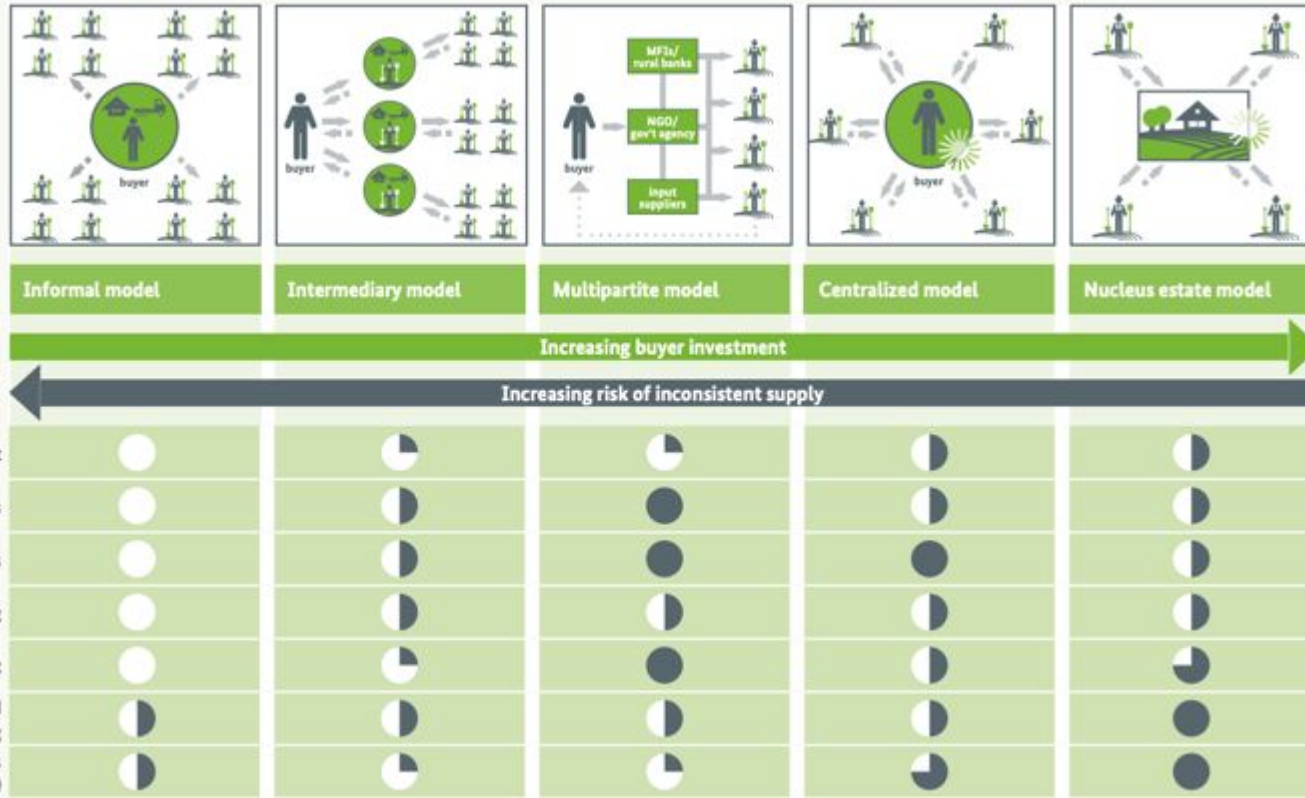 MFIs/
rural banks
NGO/
gov't agency
input
suppliers
buyer
buyer
buyer
buyer
Informal model
Intermediary model
Multipartite model
Centralized model
Nucleus estate model
Increasing buyer investment
Increasing risk of inconsistent supply